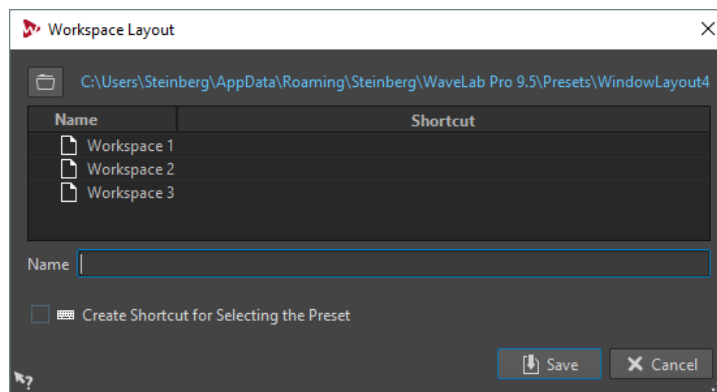 Workspace Layout
C:\Users\Steinberg\AppData\Roaming\Steinberg\WaveLab Pro 9.5\Presets\WindowLayout4
Name Shortcut
Workspace 1
Workspace 2
Workspace 3
Name
Create Shortcut for Selecting the Preset
Save Cancel
?